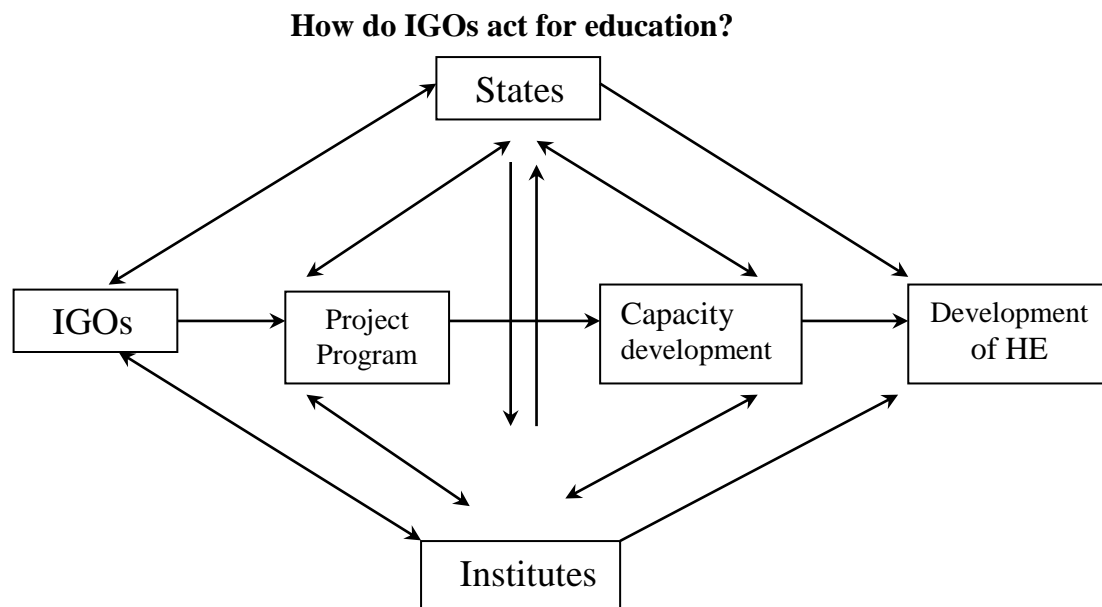 How do IGOs act for education?
States
IGOs
Project
Program
Capacity
development
Development
of HE
Institutes